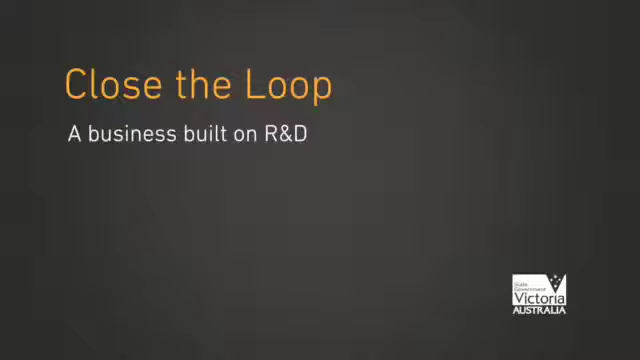 Close the Loop
A business built on R&D
State
Government
Victoria
AUSTRALIA